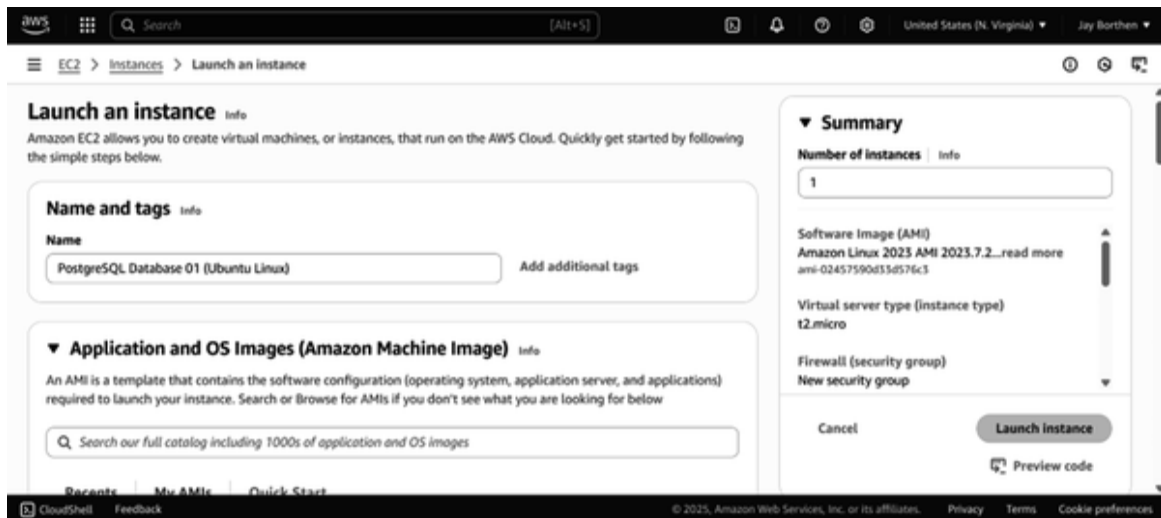 aws Search [Alt+S] United States (N. Virginia) ▼ Jay Borthen ▼
EC2 > Instances > Launch an instance
Launch an instance Info
Amazon EC2 allows you to create virtual machines, or instances, that run on the AWS Cloud. Quickly get started by following
the simple steps below.
Name and tags Info
Name
PostgreSQL Database 01 (Ubuntu Linux) Add additional tags
▼ Application and OS Images (Amazon Machine Image) Info
An AMI is a template that contains the software configuration (operating system, application server, and applications)
required to launch your instance. Search or Browse for AMIs if you don't see what you are looking for below
Search our full catalog including 1000s of application and OS images
Recents My AMIs Quick Start
▼ Summary
Number of instances Info
1
Software Image (AMI)
Amazon Linux 2023 AMI 2023.7.2...read more
ami-02457590d33d576c3
Virtual server type (instance type)
t2.micro
Firewall (security group)
New security group
Cancel Launch instance
Preview code
CloudShell Feedback © 2025, Amazon Web Services, Inc. or its affiliates. Privacy Terms Cookie preferences